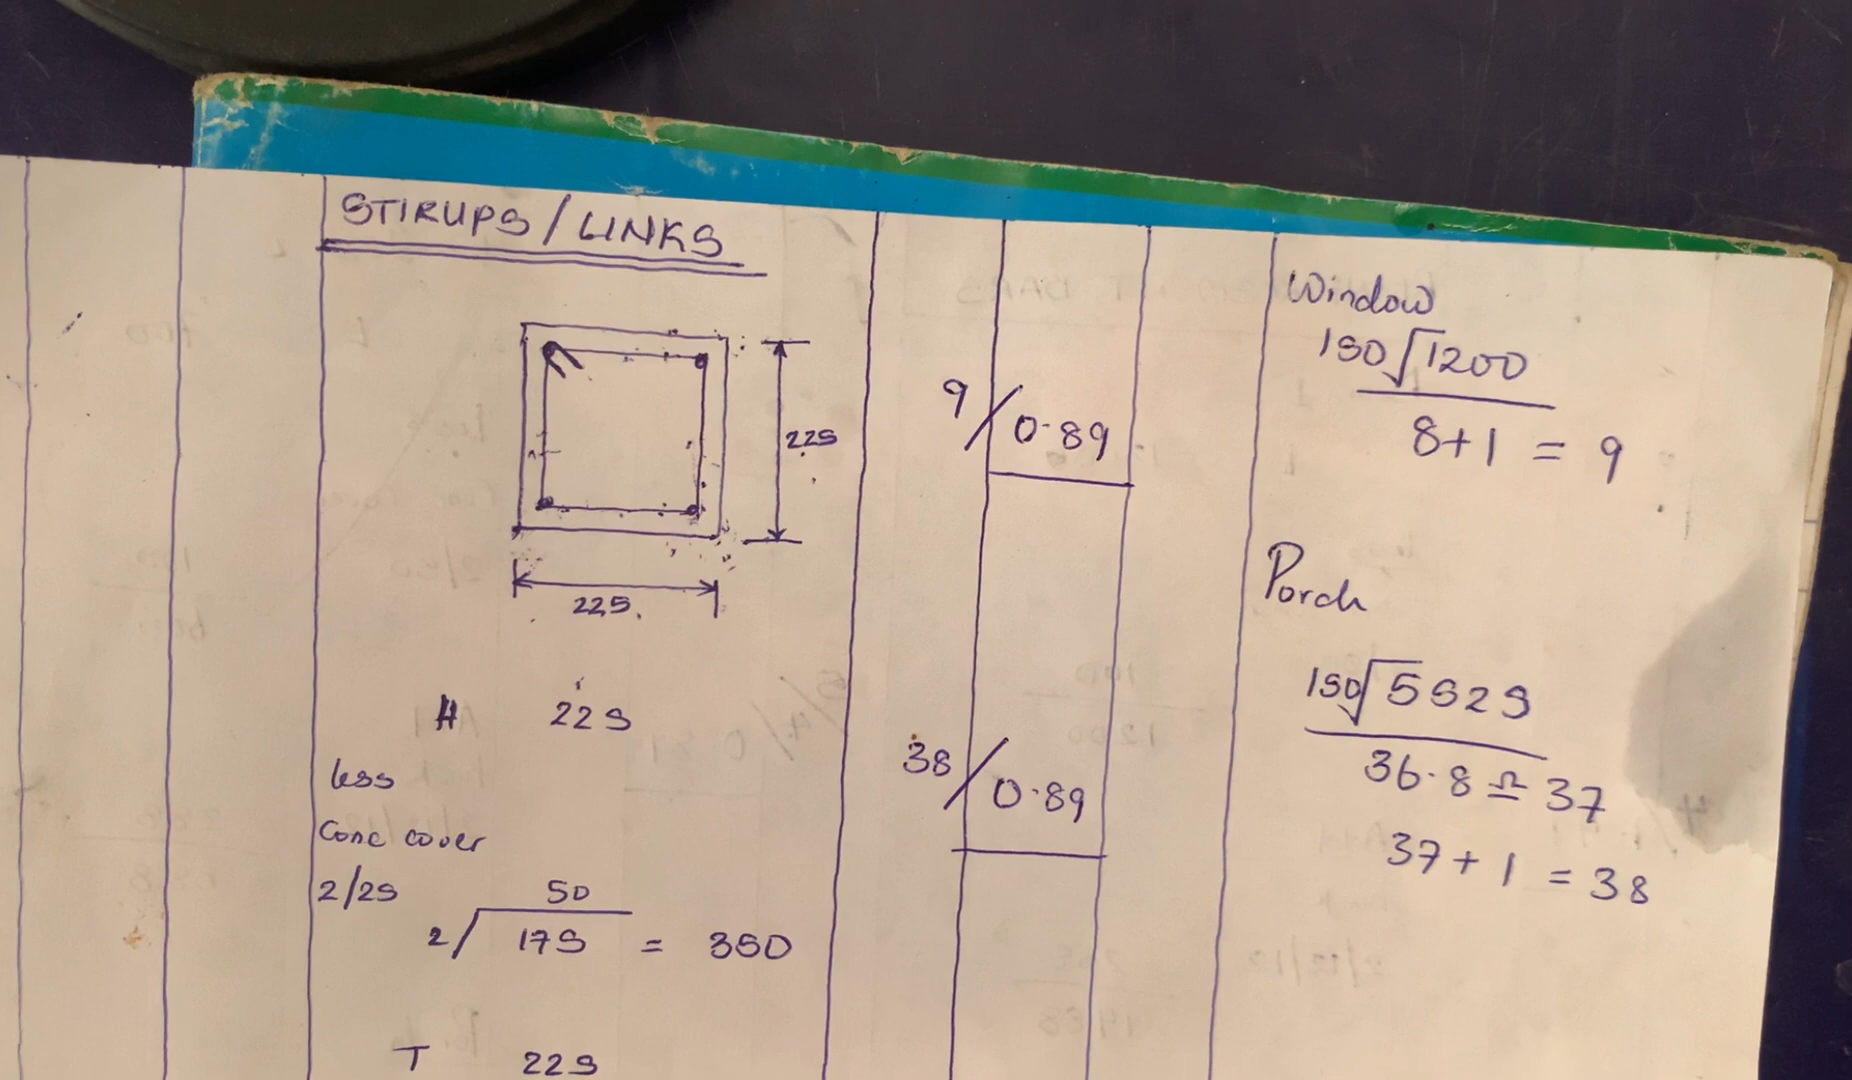 STIRUPS/LINKS
225
225.
H 225
less
Conc cover
2/25 50
2/ 175 = 350
T 225
9/0.89
38/0.89
Window
150√1200
8+1 = 9
Porch
150√5525
36.8 ≏ 37
37+1 = 38